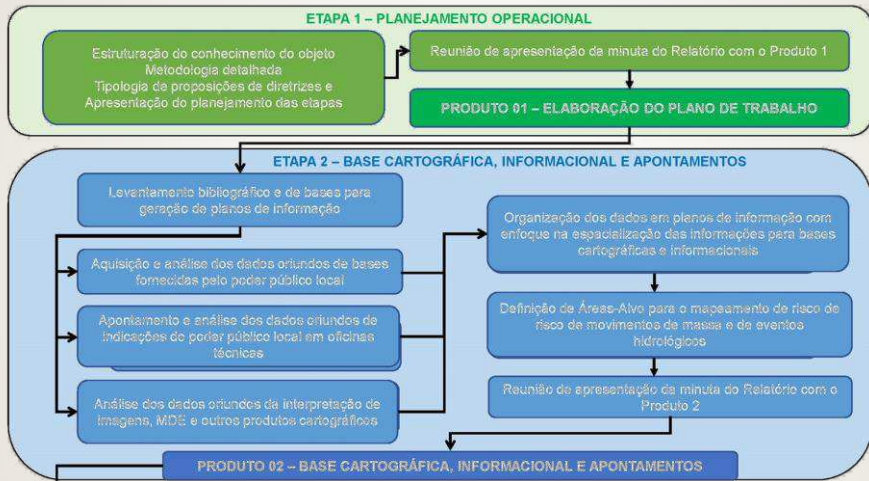 ETAPA 1 – PLANEJAMENTO OPERACIONAL
Estruturação do conhecimento do objeto
Metodologia detalhada
Tipologia de proposições de diretrizes e
Apresentação do planejamento das etapas
Reunião de apresentação da minuta do Relatório com o Produto 1
PRODUTO 01 – ELABORAÇÃO DO PLANO DE TRABALHO
ETAPA 2 – BASE CARTOGRÁFICA, INFORMACIONAL E APONTAMENTOS
Levantamento bibliográfico e de bases para
geração de planos de informação
Aquisição e análise dos dados oriundos de bases
fornecidas pelo poder público local
Apontamento e análise dos dados oriundos de
indicações do poder público local em oficinas
técnicas
Análise dos dados oriundos da interpretação de
imagens, MDE e outros produtos cartográficos
Organização dos dados em planos de informação com
enfoque na espacialização das informações para bases
cartográficas e informacionais
Definição de Áreas-Alvo para o mapeamento de risco de
risco de movimentos de massa e de eventos
hidrológicos
Reunião de apresentação da minuta do Relatório com o
Produto 2
PRODUTO 02 – BASE CARTOGRÁFICA, INFORMACIONAL E APONTAMENTOS